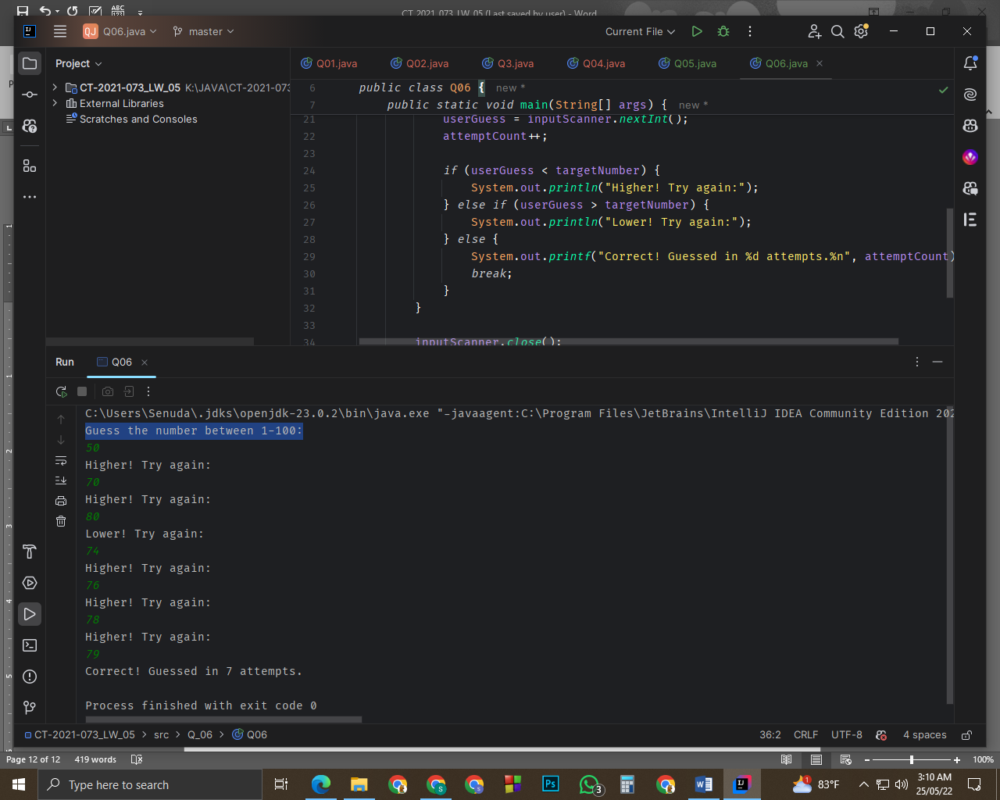 CT_2021_073_LW_05 (Last saved by user) - Word
ABC
QJ Q06.java master Current File
Project
Q01.java Q02.java Q3.java Q04.java Q05.java Q06.java
CT-2021-073_LW_05 K:\JAVA\CT-2021-073
External Libraries
Scratches and Consoles
6 public class Q06 { new *
7 public static void main(String[] args) { new *
21 userGuess = inputScanner.nextInt();
22 attemptCount++;
23
24 if (userGuess < targetNumber) {
25 System.out.println("Higher! Try again:");
26 } else if (userGuess > targetNumber) {
27 System.out.println("Lower! Try again:");
28 } else {
29 System.out.printf("Correct! Guessed in %d attempts.%n", attemptCount)
30 break;
31 }
32 }
33
34 inputScanner.close();
Run Q06
C:\Users\Senuda\.jdks\openjdk-23.0.2\bin\java.exe "-javaagent:C:\Program Files\JetBrains\IntelliJ IDEA Community Edition 202
Guess the number between 1-100:
50
Higher! Try again:
70
Higher! Try again:
80
Lower! Try again:
74
Higher! Try again:
76
Higher! Try again:
78
Higher! Try again:
79
Correct! Guessed in 7 attempts.
Process finished with exit code 0
CT-2021-073_LW_05 > src > Q_06 > Q06 36:2 CRLF UTF-8 4 spaces
Page 12 of 12 419 words 100%
Type here to search Ps 3 1 83°F 3:10 AM
25/05/22